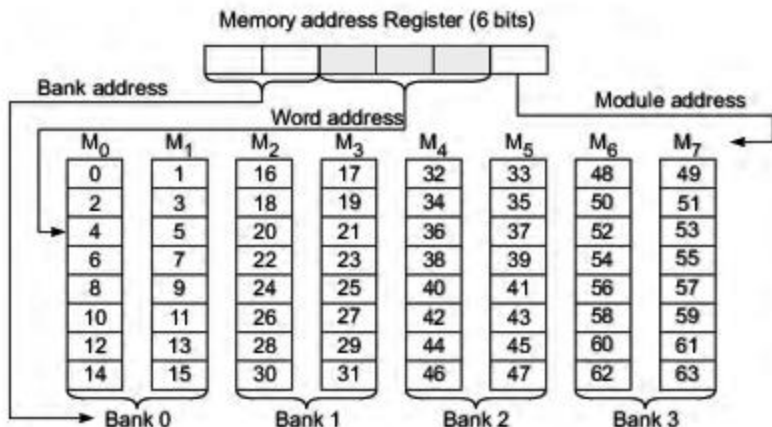 Memory address Register (6 bits)
Bank address
Word address
Module address
M0 M1 M2 M3 M4 M5 M6 M7
0 1 16 17 32 33 48 49
2 3 18 19 34 35 50 51
4 5 20 21 36 37 52 53
6 7 22 23 38 39 54 55
8 9 24 25 40 41 56 57
10 11 26 27 42 43 58 59
12 13 28 29 44 45 60 61
14 15 30 31 46 47 62 63
Bank 0 Bank 1 Bank 2 Bank 3